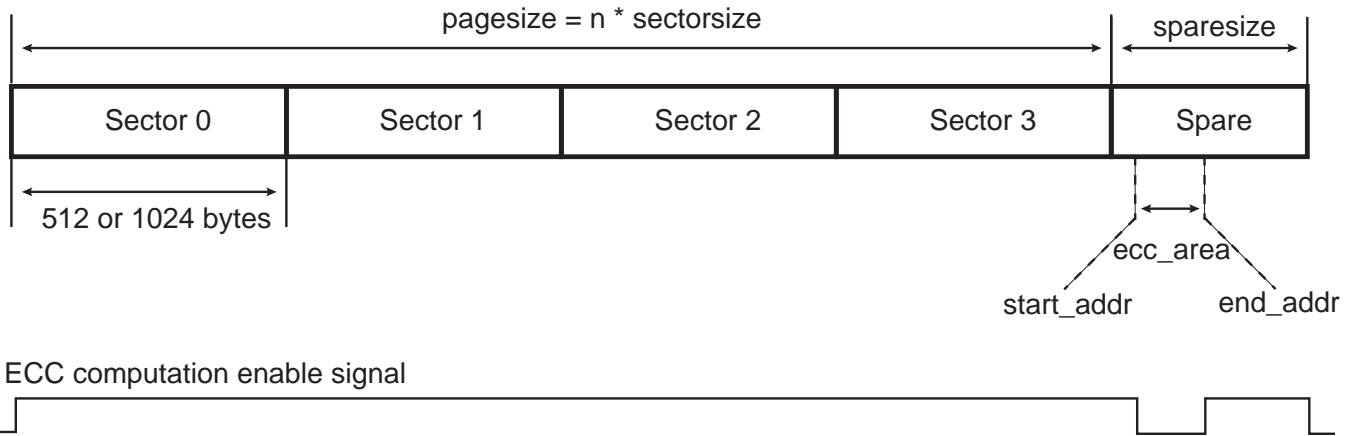 pagesize = n * sectorsize
sparesize
Sector 0
Sector 1
Sector 2
Sector 3
Spare
512 or 1024 bytes
ecc_area
start_addr
end_addr
ECC computation enable signal